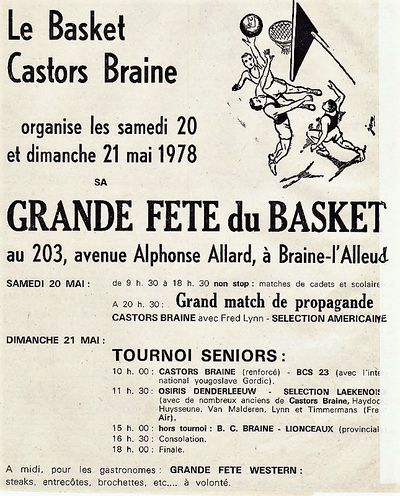 Le Basket
Castors Braine
organise les samedi 20
et dimanche 21 mai 1978
SA
GRANDE FETE du BASKET
au 203, avenue Alphonse Allard, à Braine-l'Alleud
SAMEDI 20 MAI : de 9 h. 30 à 18 h. 30 non stop : matches de cadets et scolaire
A 20 h. 30 : Grand match de propagande
CASTORS BRAINE avec Fred Lynn - SELECTION AMERICAINE
DIMANCHE 21 MAI :
TOURNOI SENIORS :
10 h. 00 : CASTORS BRAINE (renforcé) - BCS 23 (avec l'inte
national yougoslave Gordic).
11 h. 30 : OSIRIS DENDERLEEUW - SELECTION LAEKENOIS
(avec de nombreux anciens de Castors Braine, Haydoc
Huysseune, Van Malderen, Lynn et Timmermans (Fre
Air).
15 h. 00 : hors tournoi : B. C. BRAINE - LIONCEAUX (provincial
16 h. 30 : Consolation.
18 h. 00 : Finale.
A midi, pour les gastronomes : GRANDE FETE WESTERN :
steaks, entrecôtes, brochettes, etc.... à volonté.